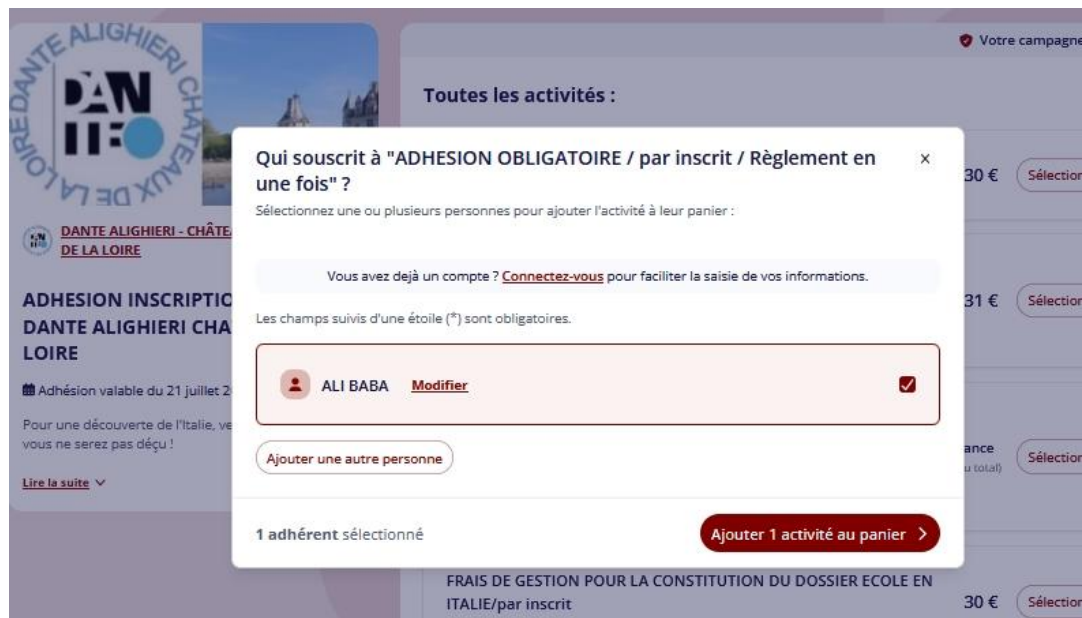 DANTE ALIGHIERI CHATEAUX DE LA LOIRE
DAN
TE
DANTE ALIGHIERI - CHÂTE
DE LA LOIRE
ADHESION INSCRIPTIO
DANTE ALIGHIERI CHA
LOIRE
Adhésion valable du 21 juillet 2
Pour une découverte de l'Italie, ve
vous ne serez pas déçu !
Lire la suite
Votre campagne
Toutes les activités :
Qui souscrit à "ADHESION OBLIGATOIRE / par inscrit / Règlement en
une fois" ?
Sélectionnez une ou plusieurs personnes pour ajouter l'activité à leur panier :
Vous avez dejà un compte ? Connectez-vous pour faciliter la saisie de vos informations.
Les champs suivis d'une étoile (*) sont obligatoires.
ALI BABA Modifier
Ajouter une autre personne
1 adhérent sélectionné
Ajouter 1 activité au panier
30 € Sélection
31 € Sélection
ance
u total)
Sélection
FRAIS DE GESTION POUR LA CONSTITUTION DU DOSSIER ECOLE EN
ITALIE/par inscrit
30 € Sélection